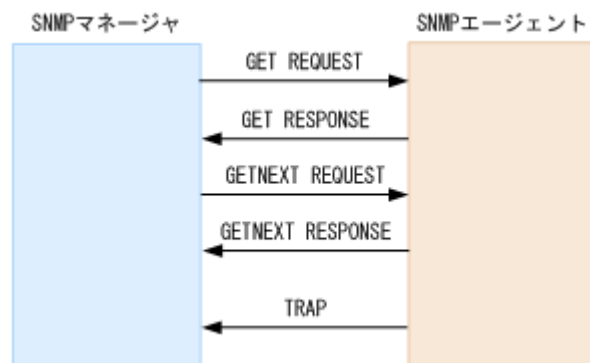 SNMPマネージャ
SNMPエージェント
GET REQUEST
GET RESPONSE
GETNEXT REQUEST
GETNEXT RESPONSE
TRAP